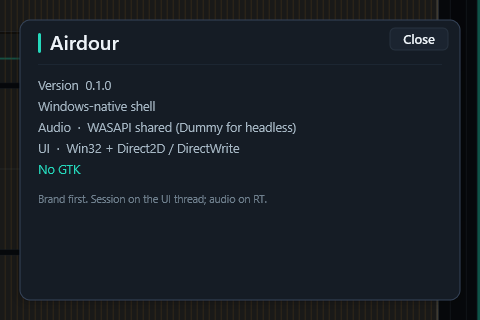 Airdour
Close
Version 0.1.0
Windows-native shell
Audio · WASAPI shared (Dummy for headless)
UI · Win32 + Direct2D / DirectWrite
No GTK
Brand first. Session on the UI thread; audio on RT.